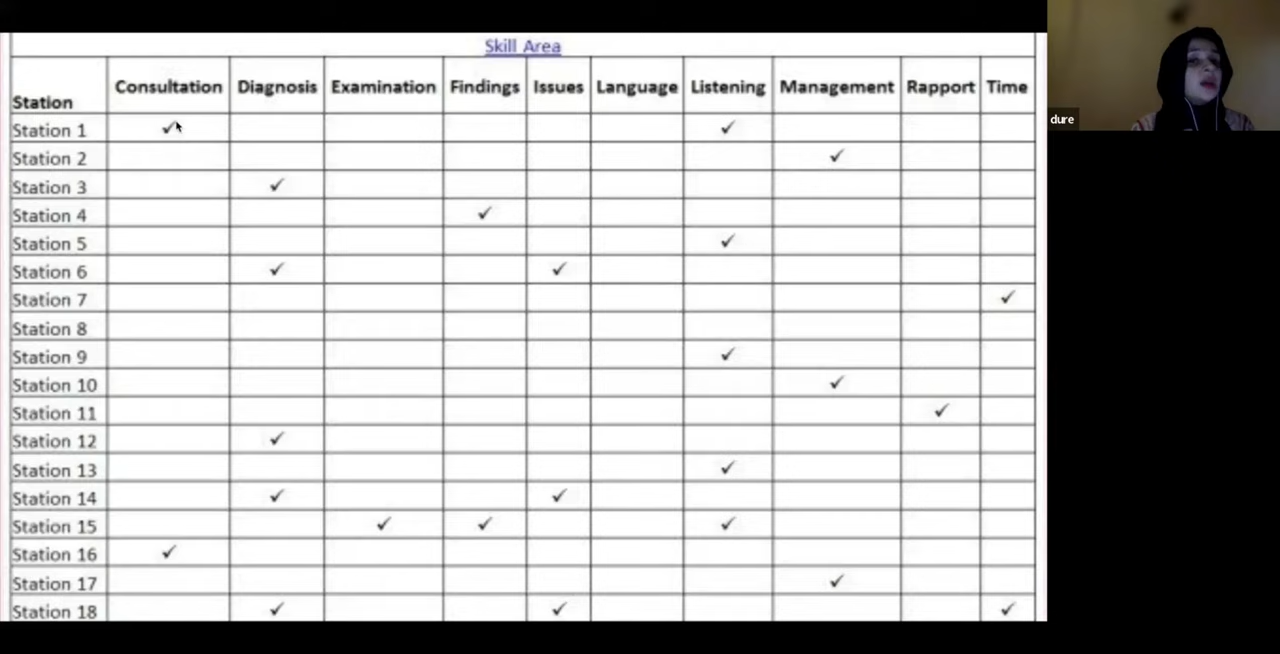 Skill Area
Station Consultation Diagnosis Examination Findings Issues Language Listening Management Rapport Time
Station 1 ✓ ✓
Station 2 ✓
Station 3 ✓
Station 4 ✓
Station 5 ✓
Station 6 ✓ ✓
Station 7 ✓
Station 8
Station 9 ✓
Station 10 ✓
Station 11 ✓
Station 12 ✓
Station 13 ✓
Station 14 ✓ ✓
Station 15 ✓ ✓ ✓
Station 16 ✓
Station 17 ✓
Station 18 ✓ ✓ ✓
dure